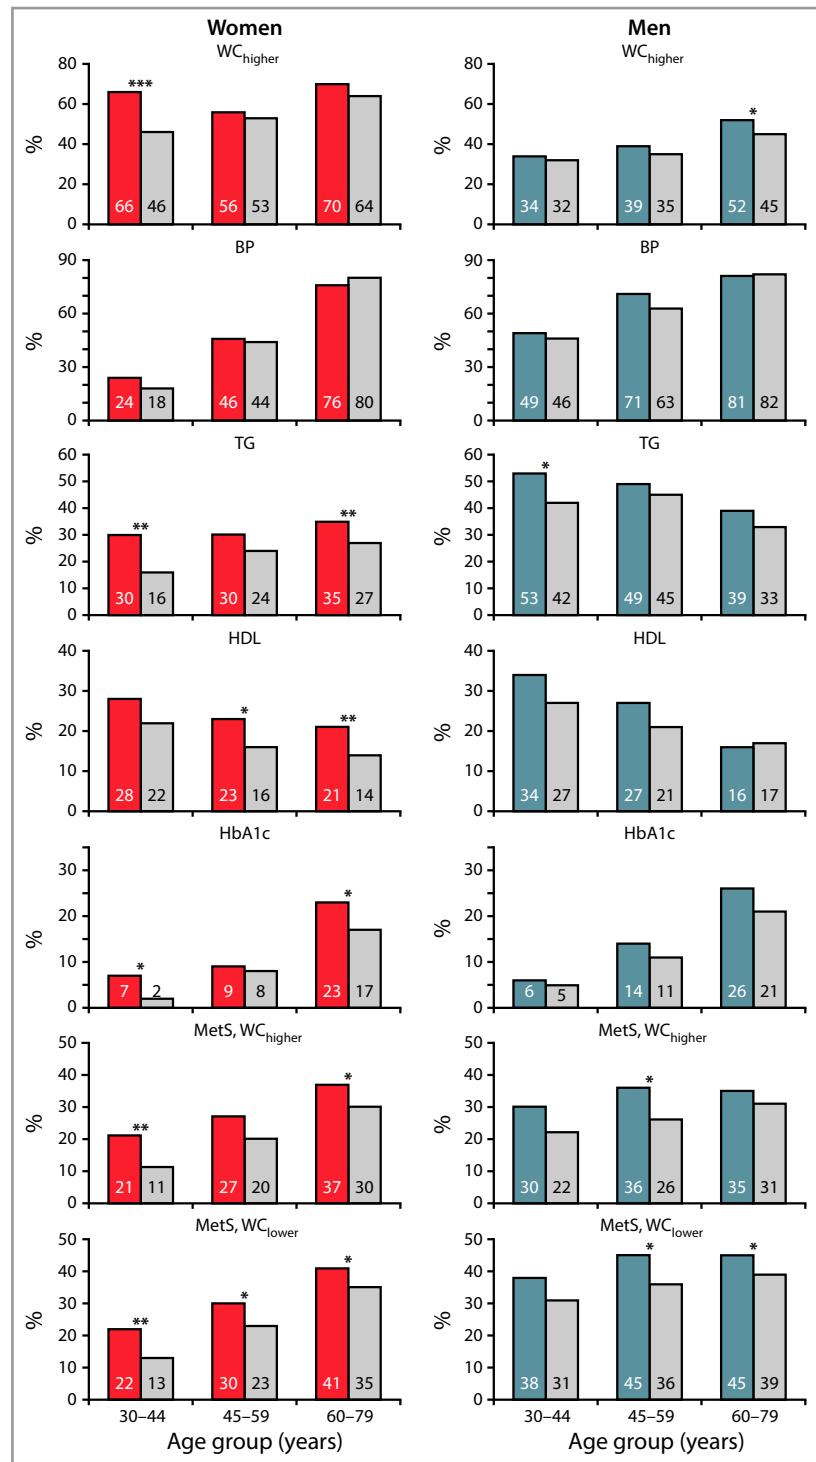 Women
WC_higher
80
60
40
20
0
%
***
66 46 56 53 70 64
Men
WC_higher
80
60
40
20
0
%
*
34 32 39 35 52 45
BP
90
60
30
0
%
24 18 46 44 76 80
BP
90
60
30
0
%
49 46 71 63 81 82
TG
60
50
40
30
20
10
0
%
** **
30 16 30 24 35 27
TG
60
50
40
30
20
10
0
%
*
53 42 49 45 39 33
HDL
40
30
20
10
0
%
* **
28 22 23 16 21 14
HDL
40
30
20
10
0
%
34 27 27 21 16 17
HbA1c
30
20
10
0
%
* *
7 2 9 8 23 17
HbA1c
30
20
10
0
%
6 5 14 11 26 21
MetS, WC_higher
50
40
30
20
10
0
%
** *
21 11 27 20 37 30
MetS, WC_higher
50
40
30
20
10
0
%
*
30 22 36 26 35 31
MetS, WC_lower
50
40
30
20
10
0
%
** * *
22 13 30 23 41 35
30–44 45–59 60–79
Age group (years)
MetS, WC_lower
50
40
30
20
10
0
%
* *
38 31 45 36 45 39
30–44 45–59 60–79
Age group (years)